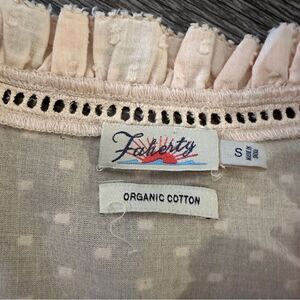 Faherty
S
MADE IN
INDIA
ORGANIC COTTON